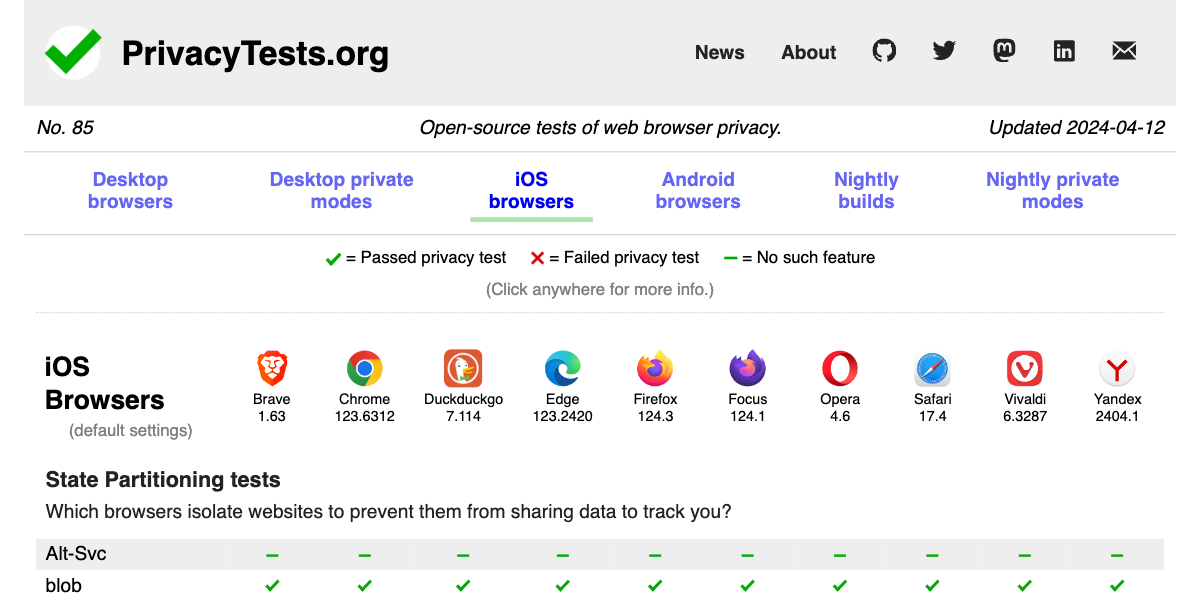 PrivacyTests.org
News About
No. 85 Open-source tests of web browser privacy. Updated 2024-04-12
Desktop browsers Desktop private modes iOS browsers Android browsers Nightly builds Nightly private modes
= Passed privacy test = Failed privacy test = No such feature
(Click anywhere for more info.)
iOS
Browsers
(default settings)
Brave Chrome Duckduckgo Edge Firefox Focus Opera Safari Vivaldi Yandex
1.63 123.6312 7.114 123.2420 124.3 124.1 4.6 17.4 6.3287 2404.1
State Partitioning tests
Which browsers isolate websites to prevent them from sharing data to track you?
Alt-Svc
blob